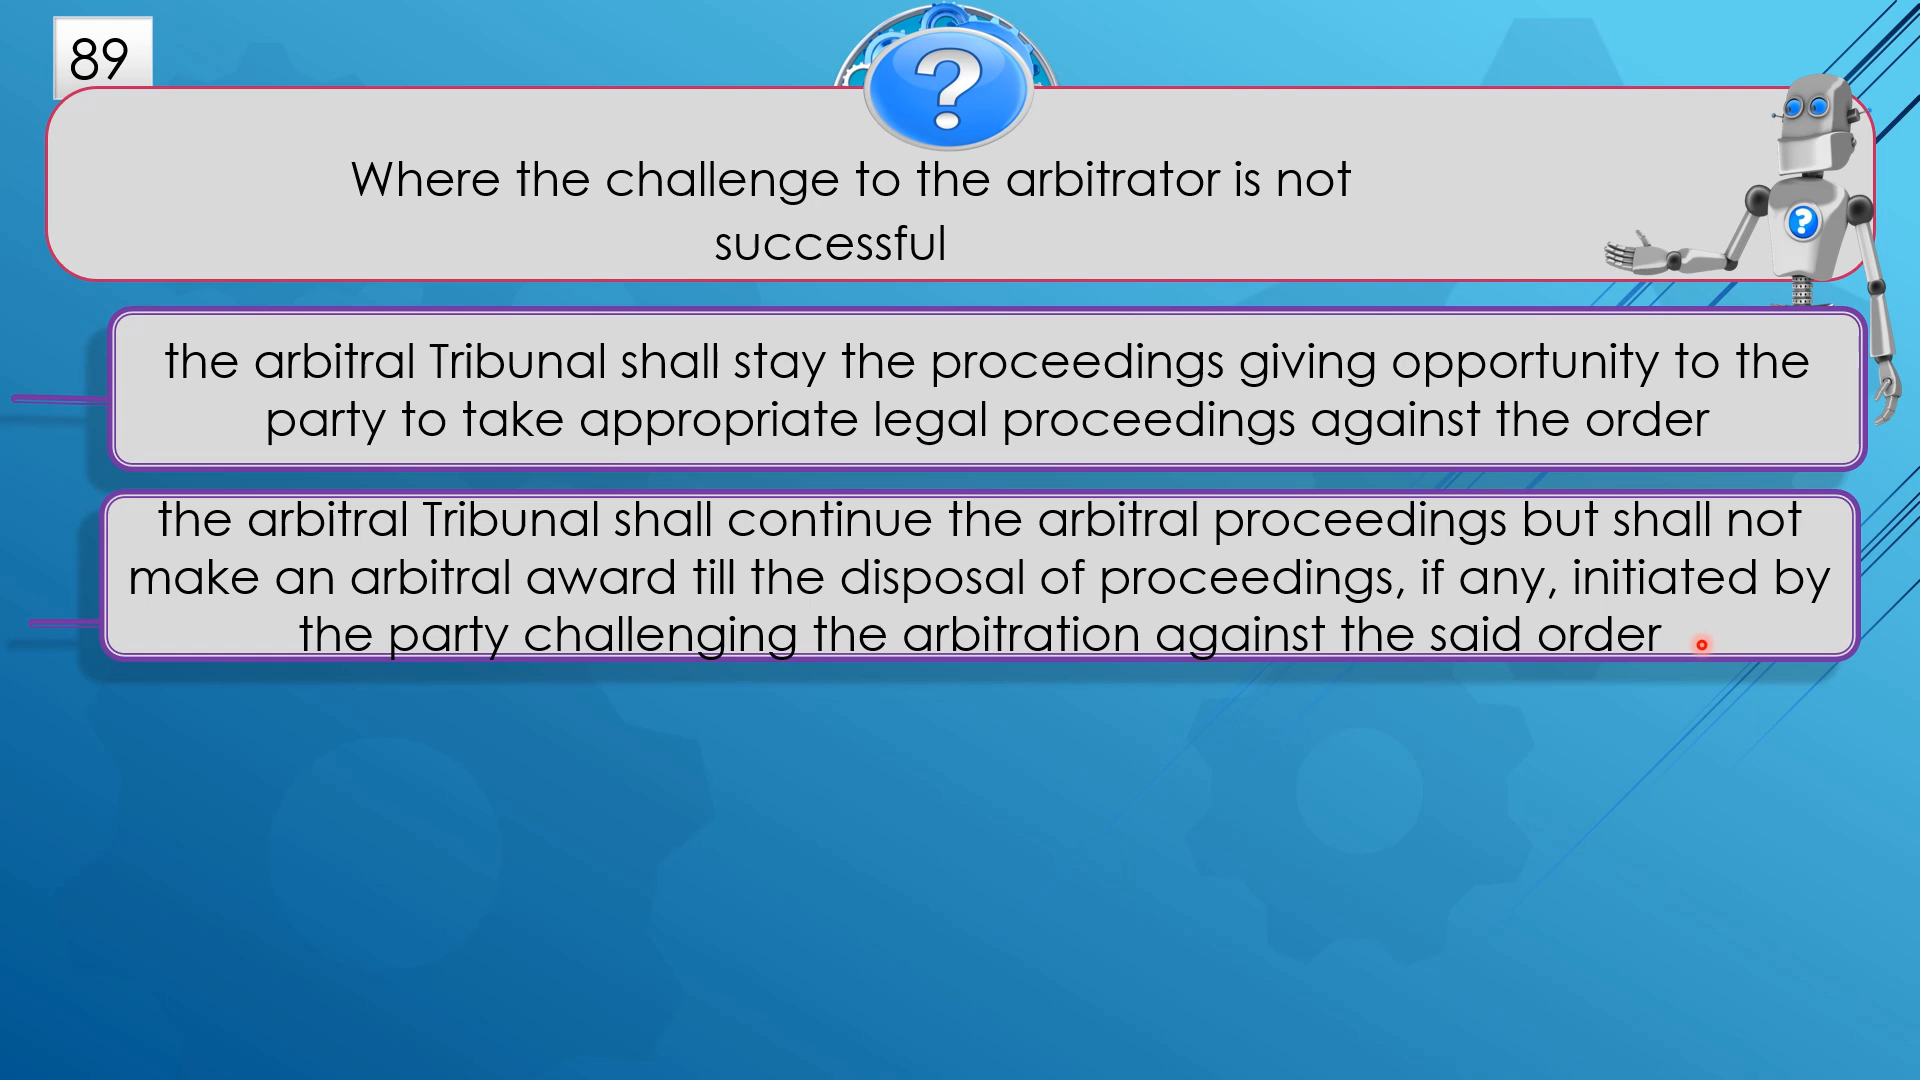 89
?
Where the challenge to the arbitrator is not
successful
?
the arbitral Tribunal shall stay the proceedings giving opportunity to the
party to take appropriate legal proceedings against the order
the arbitral Tribunal shall continue the arbitral proceedings but shall not
make an arbitral award till the disposal of proceedings, if any, initiated by
the party challenging the arbitration against the said order